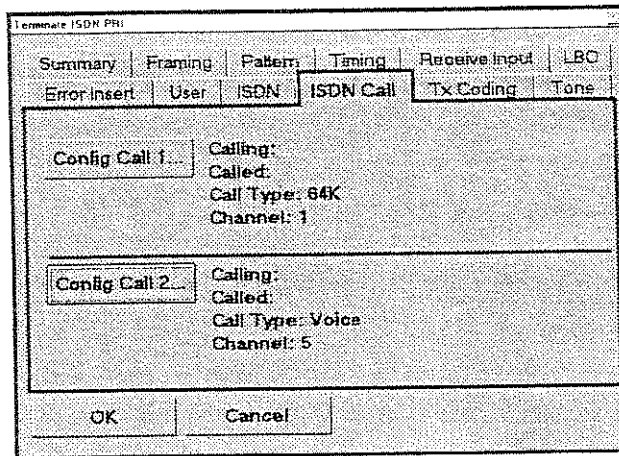 Terminate ISDN PRI
Summary Framing Pattern Timing Receive Input LBO
Error Insert User ISDN ISDN Call Tx Coding Tone
Config Call 1... Calling:
Called:
Call Type: 64K
Channel: 1
Config Call 2... Calling:
Called:
Call Type: Voice
Channel: 5
OK Cancel